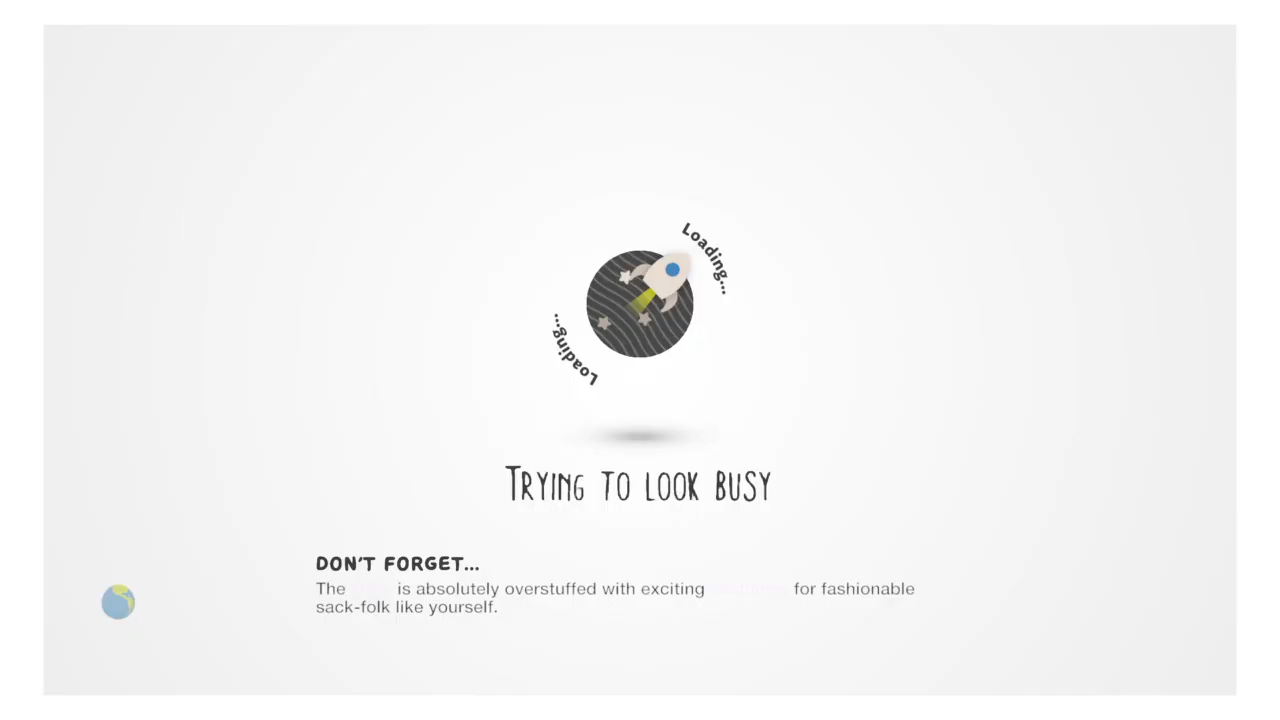 Loading...
Loading...
TRYING TO LOOK BUSY
DON'T FORGET...
The is absolutely overstuffed with exciting for fashionable
sack-folk like yourself.